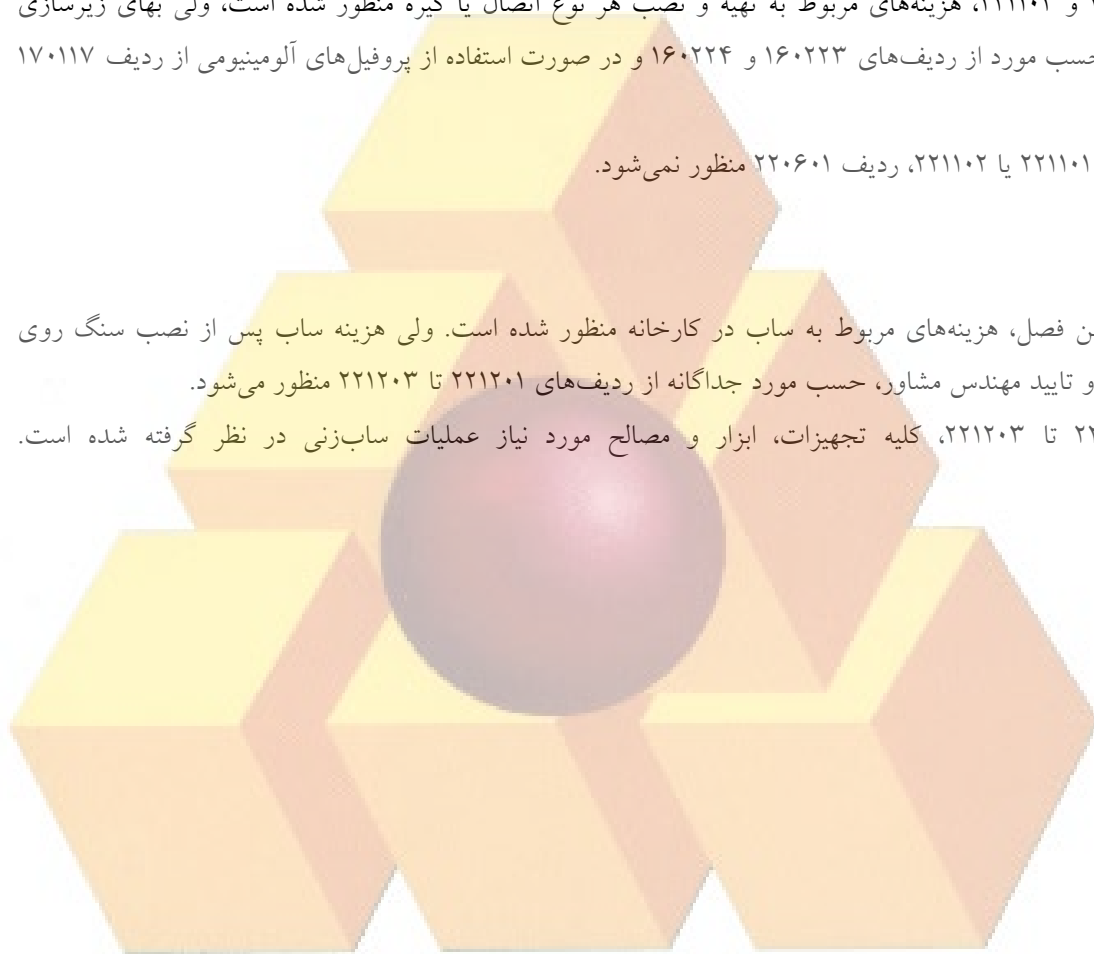 و ۲۲۱۱۰۲، هزینه‌های مربوط به تهیه و نصب هر نوع اتصال یا گیره منظور شده است، ولی بهای زیرسازی
حسب مورد از ردیف‌های ۱۶۰۲۲۳ و ۱۶۰۲۲۴ و در صورت استفاده از پروفیل‌های آلومینیومی از ردیف ۱۷۰۱۱۷
۲۲۱۱۰۱ یا ۲۲۱۱۰۲، ردیف ۲۲۰۶۰۱ منظور نمی‌شود.
ن فصل، هزینه‌های مربوط به ساب در کارخانه منظور شده است. ولی هزینه ساب پس از نصب سنگ روی
و تایید مهندس مشاور، حسب مورد جداگانه از ردیف‌های ۲۲۱۲۰۱ تا ۲۲۱۲۰۳ منظور می‌شود.
تا ۲۲۱۲۰۳، کلیه تجهیزات، ابزار و مصالح مورد نیاز عملیات ساب‌زنی در نظر گرفته شده است.